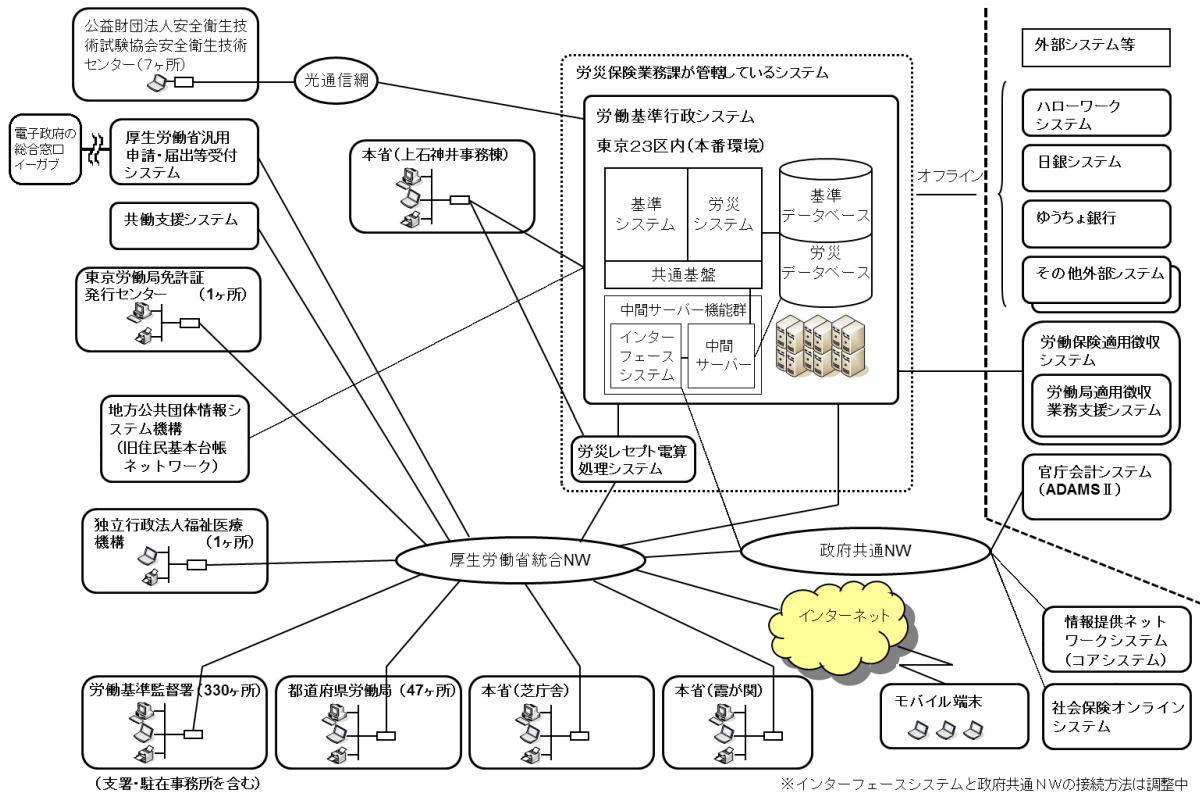 公益財団法人安全衛生技
術試験協会安全衛生技術
センター(7ヶ所)
光通信網
電子政府の
総合窓口
イーガブ
厚生労働省汎用
申請・届出等受付
システム
共働支援システム
東京労働局免許証
発行センター (1ヶ所)
地方公共団体情報シ
ステム機構
(旧住民基本台帳
ネットワーク)
独立行政法人福祉医療
機構 (1ヶ所)
本省(上石神井事務棟)
労災保険業務課が管轄しているシステム
労働基準行政システム
東京23区内(本番環境)
基準
システム
労災
システム
共通基盤
基準
データベース
労災
データベース
中間サーバー機能群
インター
フェース
システム
中間
サーバー
労災レセプト電算
処理システム
オフライン
外部システム等
ハローワーク
システム
日銀システム
ゆうちょ銀行
その他外部システム
労働保険適用徴収
システム
労働局適用徴収
業務支援システム
官庁会計システム
(ADAMSⅡ)
厚生労働省統合NW
政府共通NW
インターネット
情報提供ネット
ワークシステム
(コアシステム)
社会保険オンライン
システム
モバイル端末
労働基準監督署(330ヶ所)
(支署・駐在事務所を含む)
都道府県労働局(47ヶ所)
本省(芝庁舎)
本省(霞が関)
※インターフェースシステムと政府共通NWの接続方法は調整中